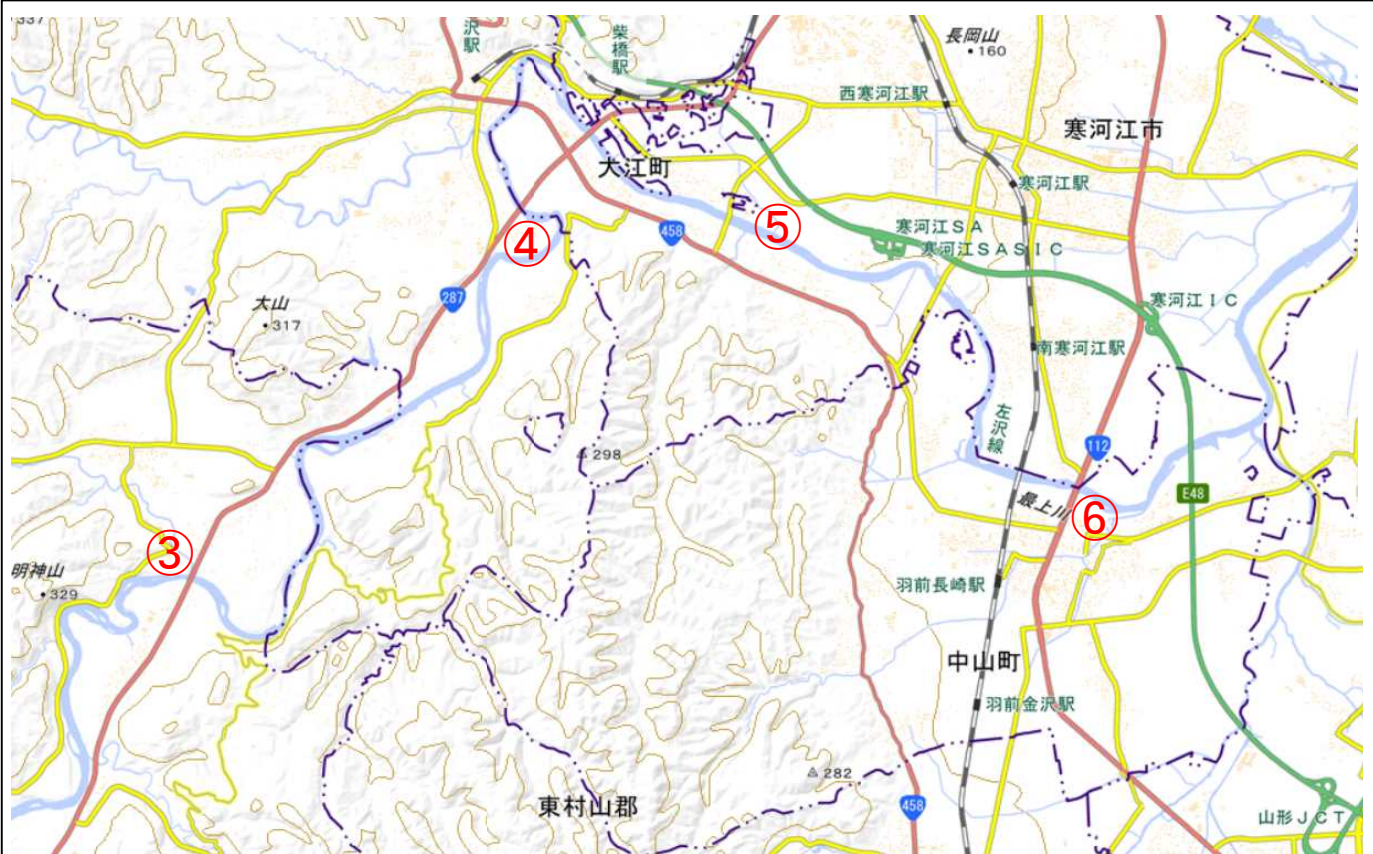 337
沢駅
柴橋駅
長岡山
160
西寒河江駅
寒河江市
大江町
寒河江駅
④
458
⑤
寒河江SA
寒河江SASIC
大山
317
287
寒河江IC
南寒河江駅
左沢線
298
112
最上川
⑥
E48
③
明神山
329
羽前長崎駅
中山町
羽前金沢駅
282
東村山郡
458
山形JCT